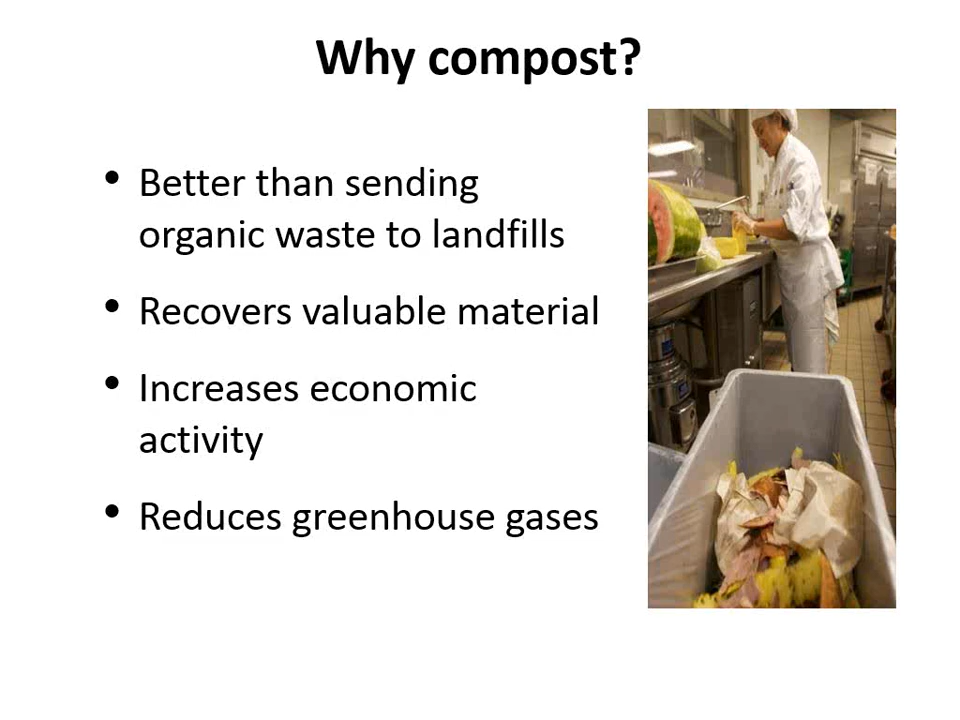 Why compost?
• Better than sending
organic waste to landfills
• Recovers valuable material
• Increases economic
activity
• Reduces greenhouse gases